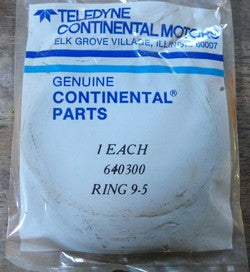 TELEDYNE
CONTINENTAL MOTORS
ELK GROVE VILLAGE, ILLINOIS 60007
GENUINE
CONTINENTAL®
PARTS
1 EACH
640300
RING 9-5